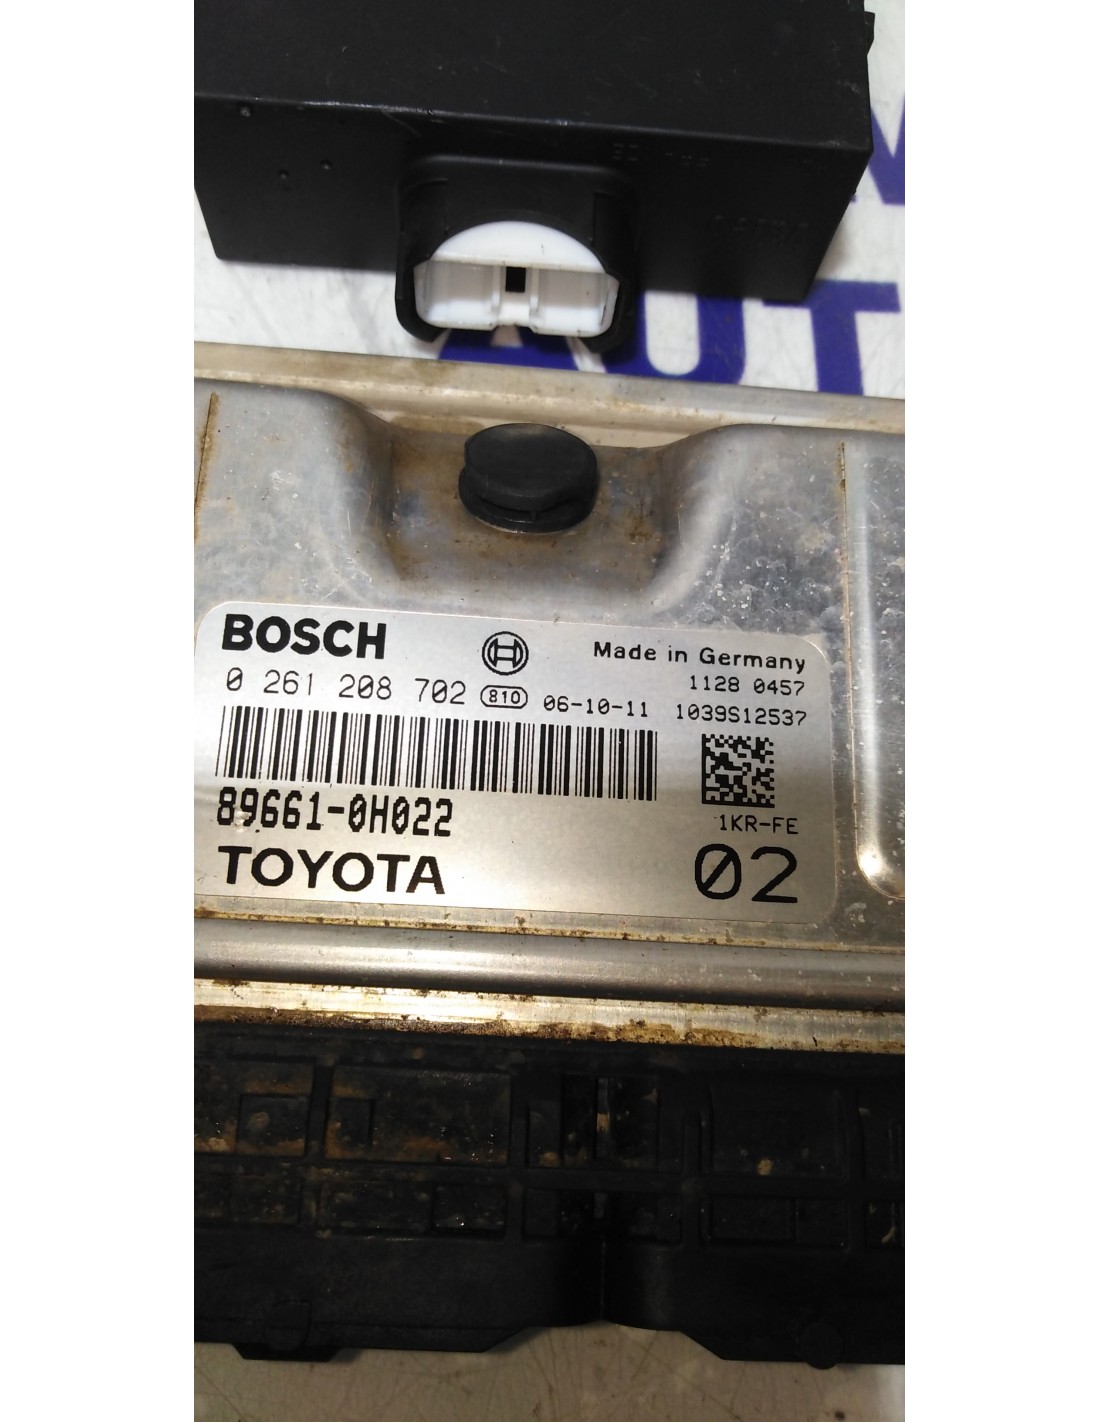 AUT
BOSCH
Made in Germany
0 261 208 702 810 06-10-11
1128 0457
1039S12537
89661-0H022
1KR-FE
TOYOTA
02